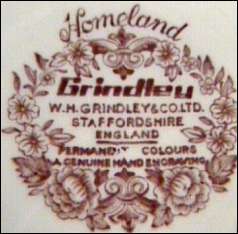 Homeland
Grindley
W.H. GRINDLEY & CO. LTD.
STAFFORDSHIRE
ENGLAND
PERMANENT COLOURS
A GENUINE HAND ENGRAVING